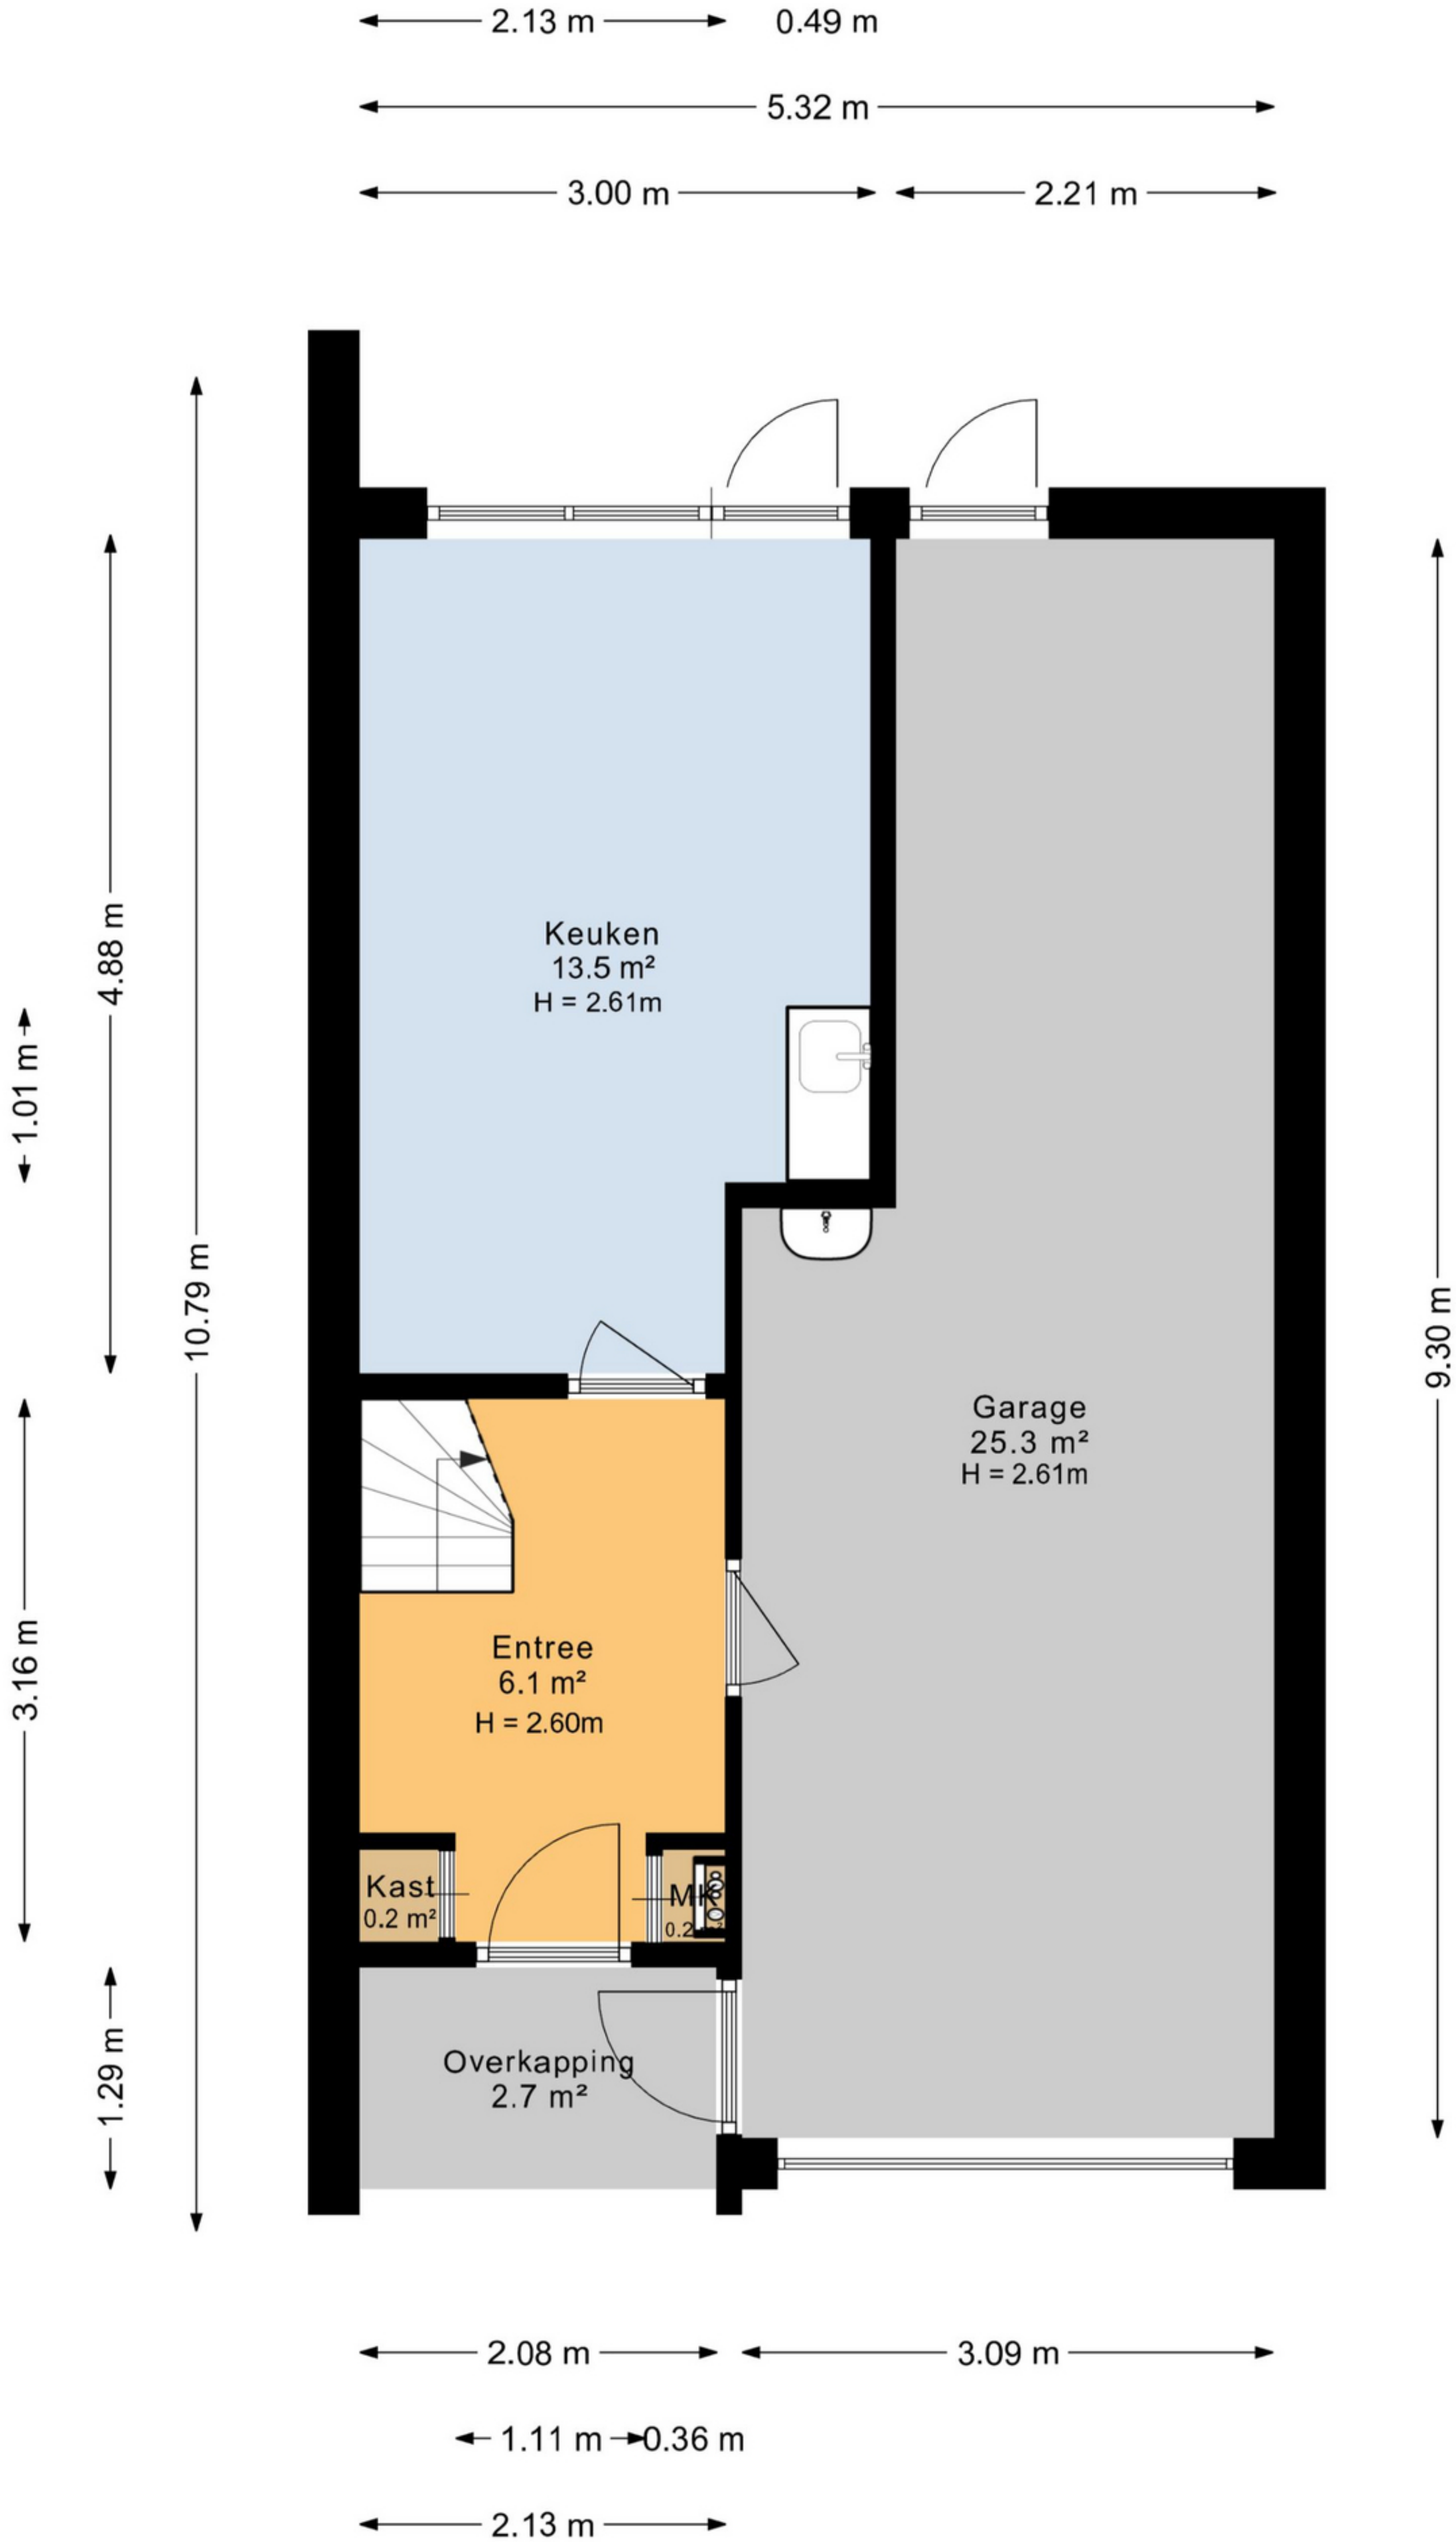 2.13 m
0.49 m
5.32 m
3.00 m
2.21 m
4.88 m
1.01 m
10.79 m
9.30 m
3.16 m
1.29 m
Keuken
13.5 m²
H = 2.61m
Garage
25.3 m²
H = 2.61m
Entree
6.1 m²
H = 2.60m
Kast
0.2 m²
MK
0.2 m²
Overkapping
2.7 m²
2.08 m
3.09 m
1.11 m
0.36 m
2.13 m